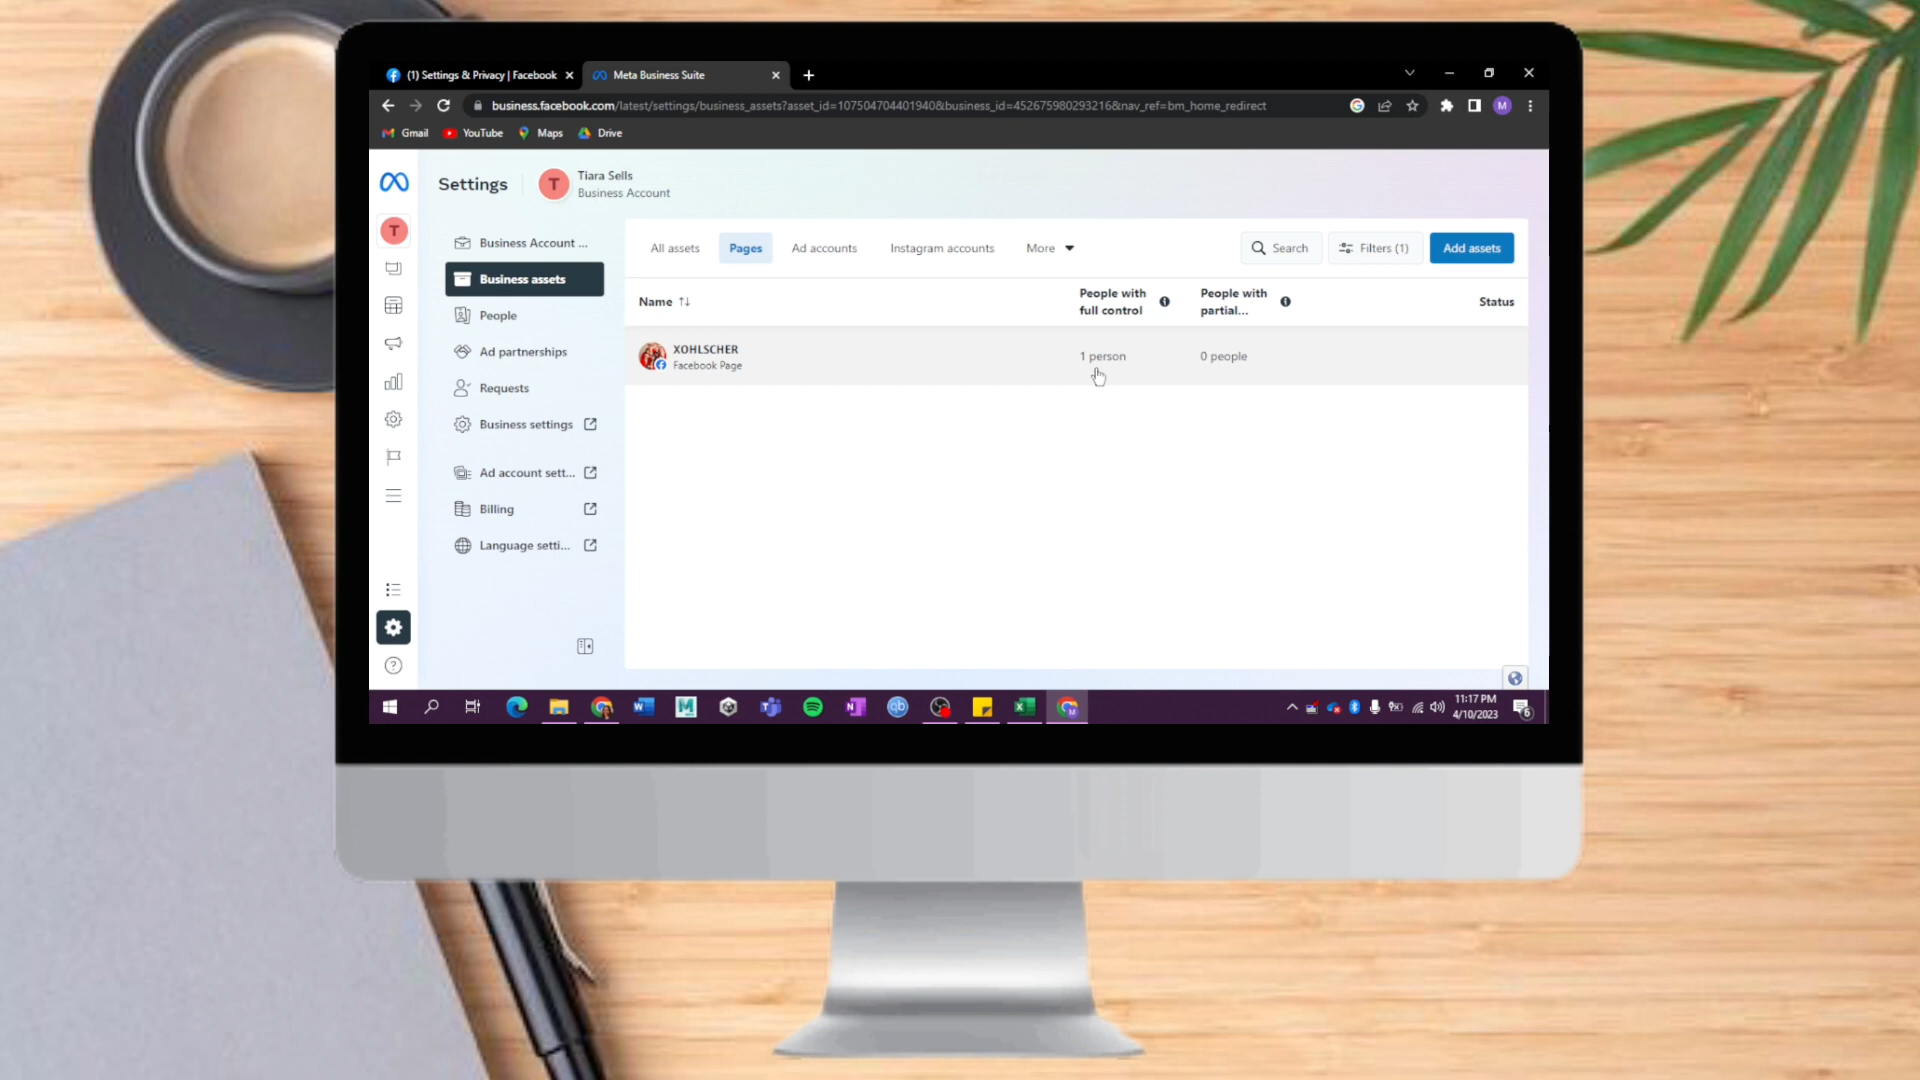 (1) Settings & Privacy | Facebook
Meta Business Suite
business.facebook.com/latest/settings/business_assets?asset_id=107504704401940&business_id=452675980293216&nav_ref=bm_home_redirect
Gmail
YouTube
Maps
Drive
M
Settings
T
Tiara Sells
Business Account
T
Business Account ...
Business assets
People
Ad partnerships
Requests
Business settings
Ad account sett...
Billing
Language setti...
All assets
Pages
Ad accounts
Instagram accounts
More
Search
Filters (1)
Add assets
Name
People with
full control
People with
partial...
Status
XOHLSCHER
Facebook Page
1 person
0 people
11:17 PM
4/10/2023
6